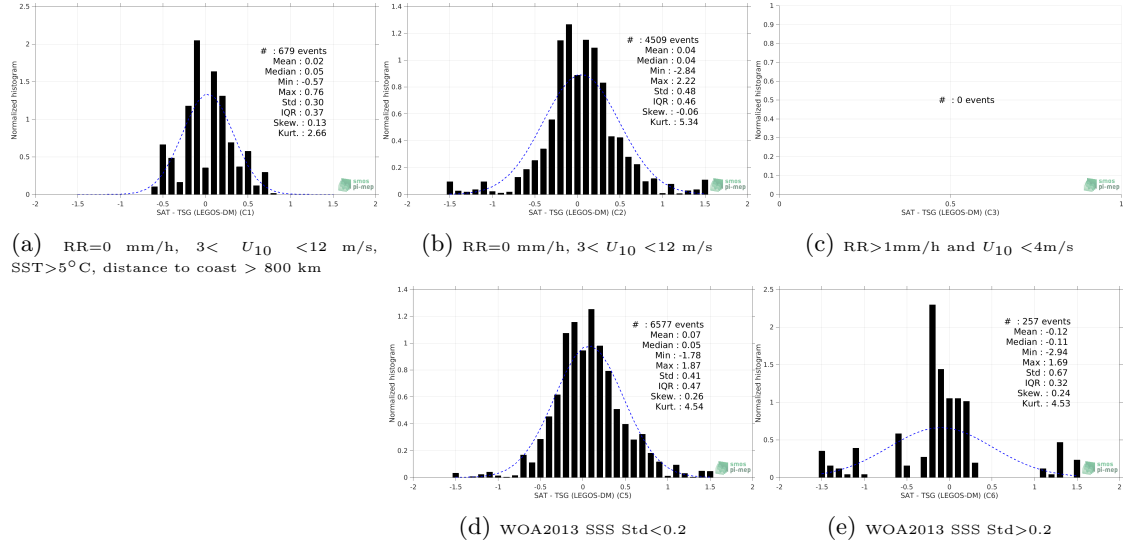 2.5
2
1.5
1
0.5
0
Normalized histogram
# : 679 events
Mean : 0.02
Median : 0.05
Min : -0.57
Max : 0.76
Std : 0.30
IQR : 0.37
Skew. : 0.13
Kurt. : 2.66
smos
pi-mep
-2 -1.5 -1 -0.5 0 0.5 1 1.5 2
SAT - TSG (LEGOS-DM) (C1)
(a) RR=0 mm/h, 3< U10 <12 m/s,
SST>5°C, distance to coast > 800 km
1.4
1.2
1
0.8
0.6
0.4
0.2
0
Normalized histogram
# : 4509 events
Mean : 0.04
Median : 0.04
Min : -2.84
Max : 2.22
Std : 0.48
IQR : 0.46
Skew. : -0.06
Kurt. : 5.34
smos
pi-mep
-2 -1.5 -1 -0.5 0 0.5 1 1.5 2
SAT - TSG (LEGOS-DM) (C2)
(b) RR=0 mm/h, 3< U10 <12 m/s
1
0.9
0.8
0.7
0.6
0.5
0.4
0.3
0.2
0.1
0
Normalized histogram
# : 0 events
smos
pi-mep
0 0.5 1
SAT - TSG (LEGOS-DM) (C3)
(c) RR>1mm/h and U10 <4m/s
1.4
1.2
1
0.8
0.6
0.4
0.2
0
Normalized histogram
# : 6577 events
Mean : 0.07
Median : 0.05
Min : -1.78
Max : 1.87
Std : 0.41
IQR : 0.47
Skew. : 0.26
Kurt. : 4.54
smos
pi-mep
-2 -1.5 -1 -0.5 0 0.5 1 1.5 2
SAT - TSG (LEGOS-DM) (C5)
(d) WOA2013 SSS Std<0.2
2.5
2
1.5
1
0.5
0
Normalized histogram
# : 257 events
Mean : -0.12
Median : -0.11
Min : -2.94
Max : 1.69
Std : 0.67
IQR : 0.32
Skew. : 0.24
Kurt. : 4.53
smos
pi-mep
-2 -1.5 -1 -0.5 0 0.5 1 1.5 2
SAT - TSG (LEGOS-DM) (C6)
(e) WOA2013 SSS Std>0.2